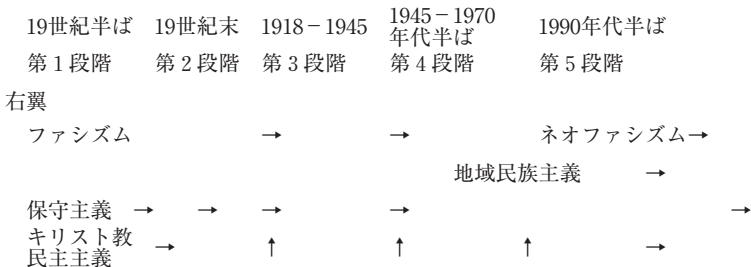 19世紀半ば 19世紀末 1918－1945 1945－1970年代半ば 1990年代半ば
第1段階 第2段階 第3段階 第4段階 第5段階
右翼
ファシズム → → ネオファシズム→
地域民族主義 →
保守主義 → → → → →
キリスト教民主主義 → ↑ ↑ ↑ →